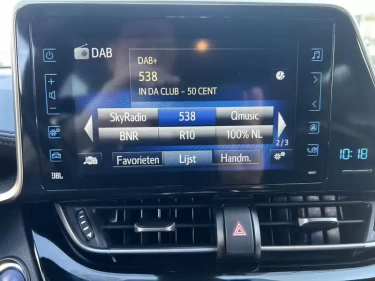 DAB
DAB+
538
IN DA CLUB - 50 CENT
SkyRadio 538 Qmusic
BNR R10 100% NL
2/3
Favorieten Lijst Handm.
10:18
JBL